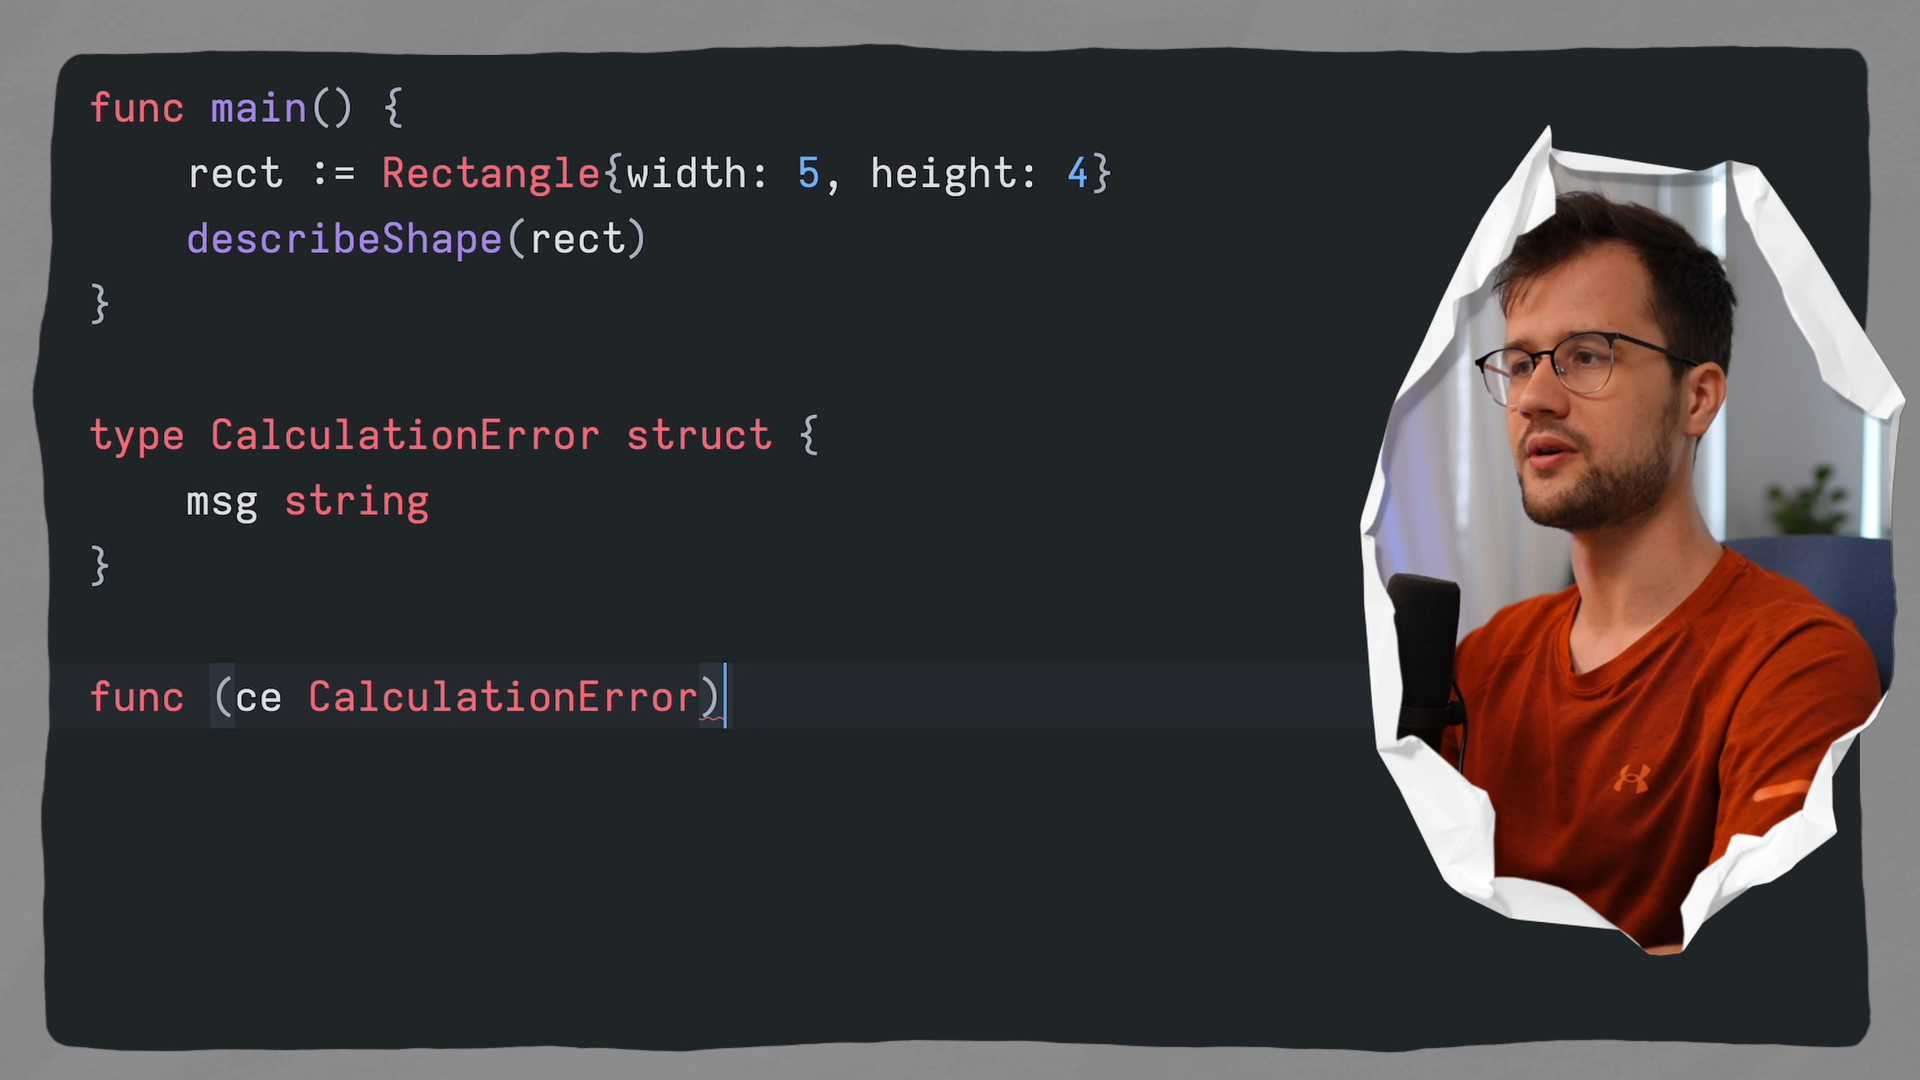 func main() {
    rect := Rectangle{width: 5, height: 4}
    describeShape(rect)
}
type CalculationError struct {
    msg string
}
func (ce CalculationError)